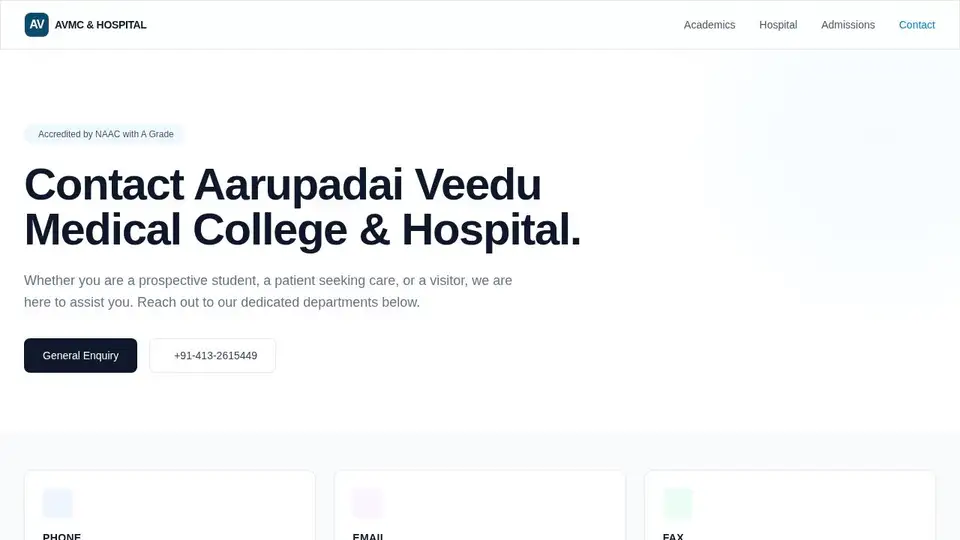 AV AVMC & HOSPITAL
Academics Hospital Admissions Contact
Accredited by NAAC with A Grade
Contact Aarupadai Veedu
Medical College & Hospital.
Whether you are a prospective student, a patient seeking care, or a visitor, we are
here to assist you. Reach out to our dedicated departments below.
General Enquiry
+91-413-2615449
PHONE
EMAIL
FAX